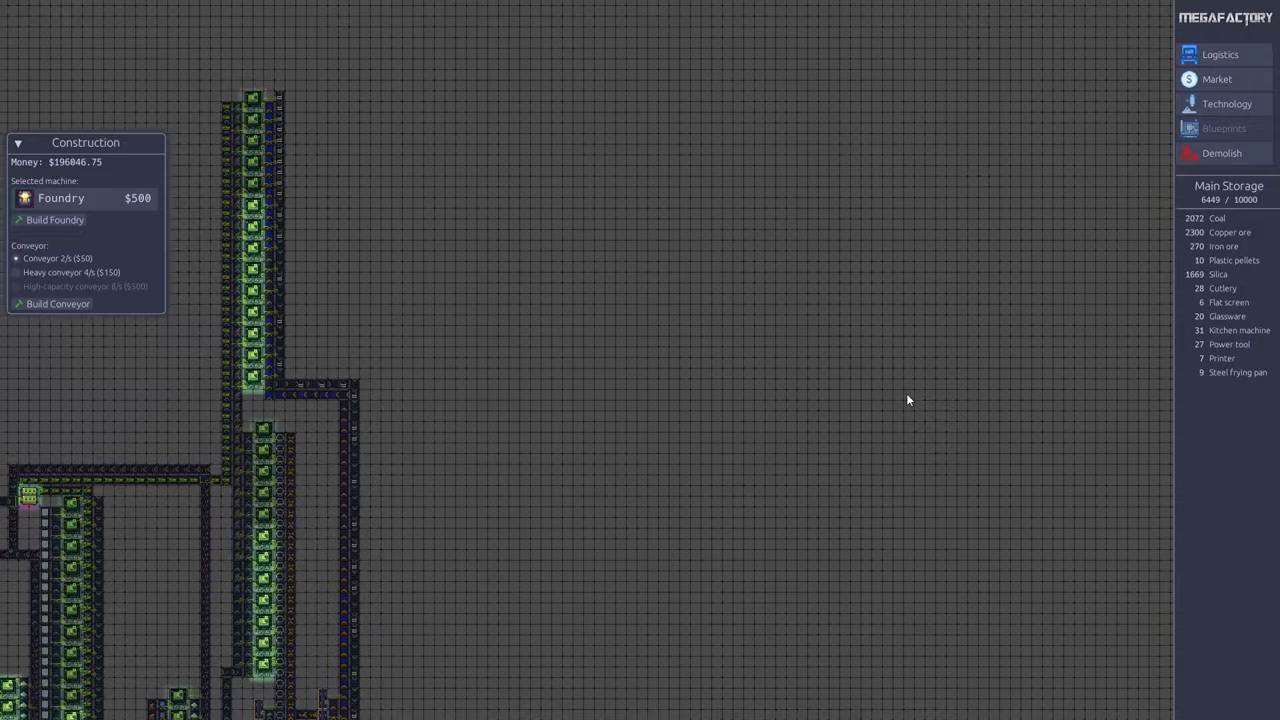 MEGAFACTORY
Logistics
Market
Technology
Blueprints
Demolish
Main Storage
6449 / 10000
2072 Coal
2300 Copper ore
270 Iron ore
10 Plastic pellets
1669 Silica
28 Cutlery
6 Flat screen
20 Glassware
31 Kitchen machine
27 Power tool
7 Printer
9 Steel frying pan
Construction
Money: $196046.75
Selected machine:
Foundry $500
Build Foundry
Conveyor:
Conveyor 2/s ($50)
Heavy conveyor 4/s ($150)
High-capacity conveyor 8/s ($300)
Build Conveyor